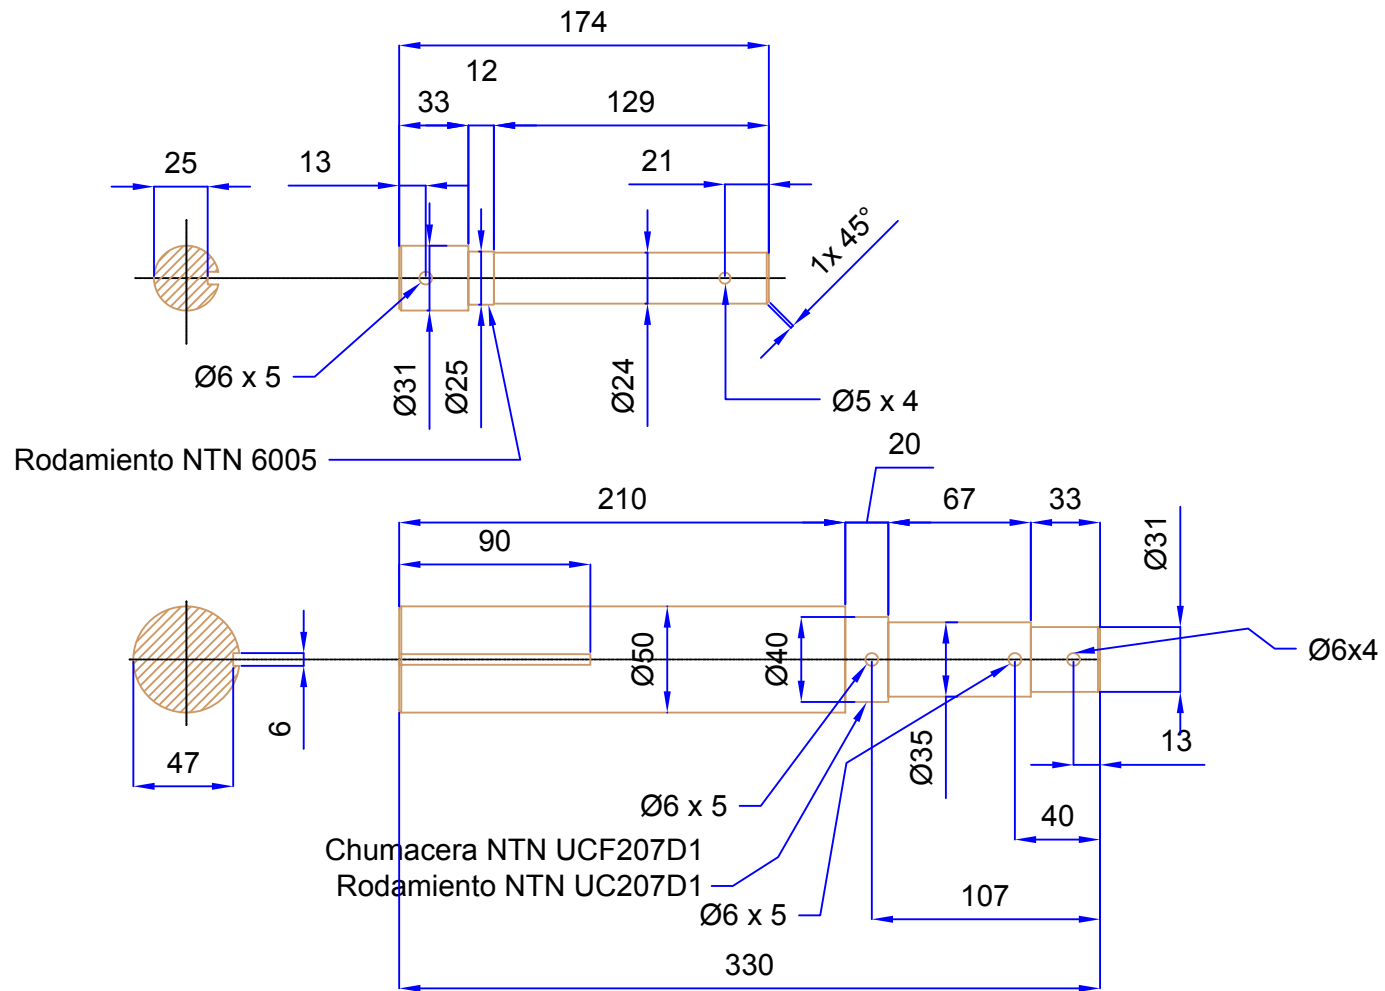 174
12
33
129
25
13
21
1x 45°
Ø6 x 5
Ø31
Ø25
Ø24
Ø5 x 4
Rodamiento NTN 6005
20
210
67
33
90
Ø31
Ø50
Ø40
Ø6x4
6
47
Ø35
13
Ø6 x 5
40
Chumacera NTN UCF207D1
Rodamiento NTN UC207D1
107
Ø6 x 5
330